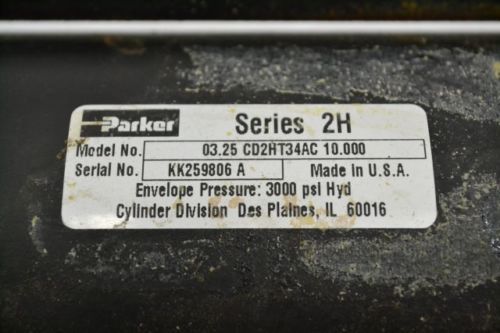 Parker Series 2H
Model No. 03.25 CD2HT34AC 10.000
Serial No. KK259806 A Made in U.S.A.
Envelope Pressure: 3000 psi Hyd
Cylinder Division Des Plaines, IL 60016